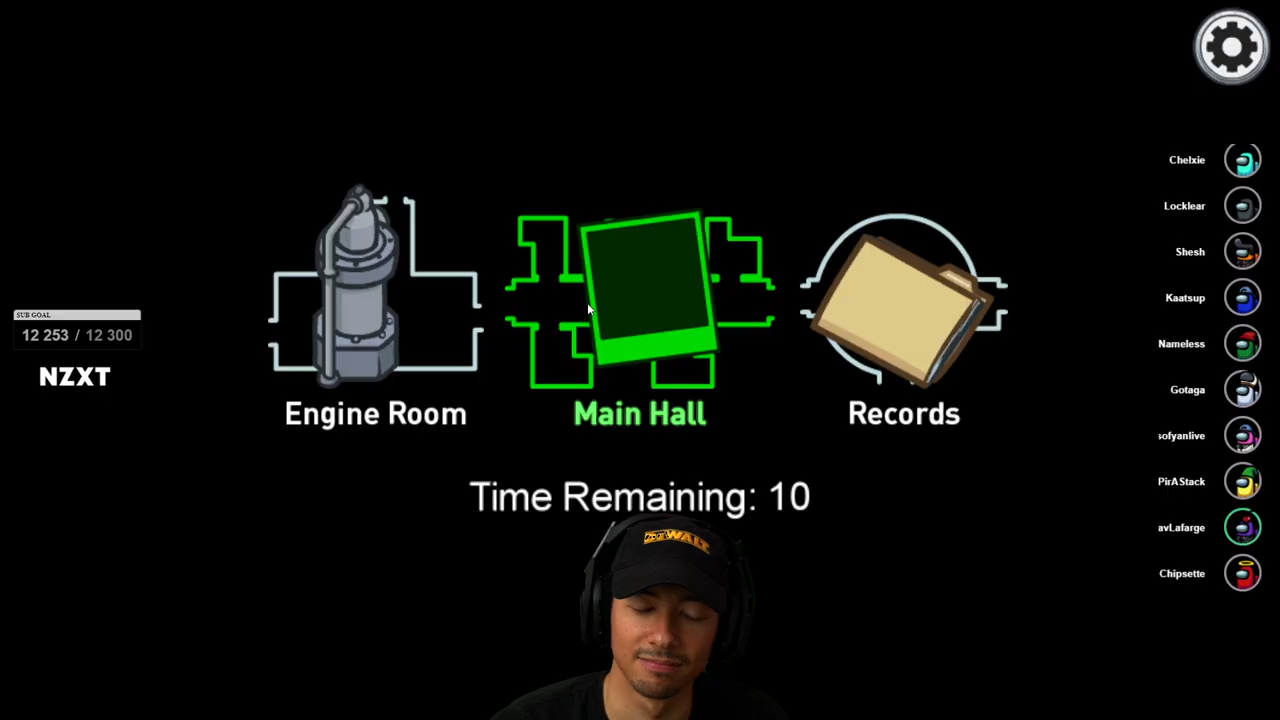 Chelxie
Locklear
Shesh
Kaatsup
SUB GOAL
12 253 / 12 300
Nameless
NZXT
Gotaga
Engine Room
Main Hall
Records
sofyanlive
PirAStack
Time Remaining: 10
avLafarge
DEWALT
Chipsette